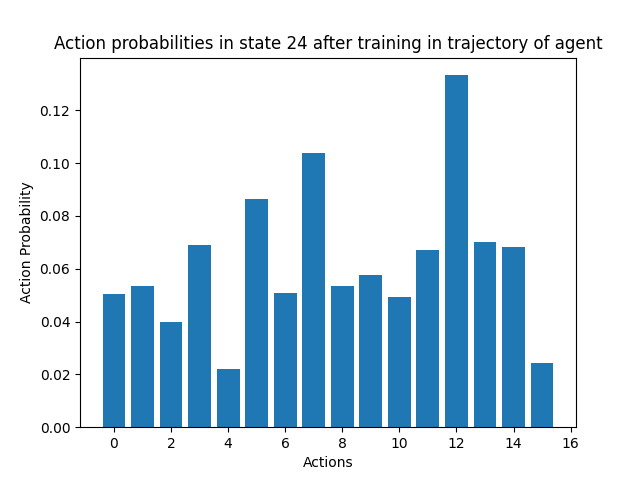 Action probabilities in state 24 after training in trajectory of agent
0.12
0.10
0.08
0.06
0.04
0.02
0.00
Action Probability
0 2 4 6 8 10 12 14 16
Actions